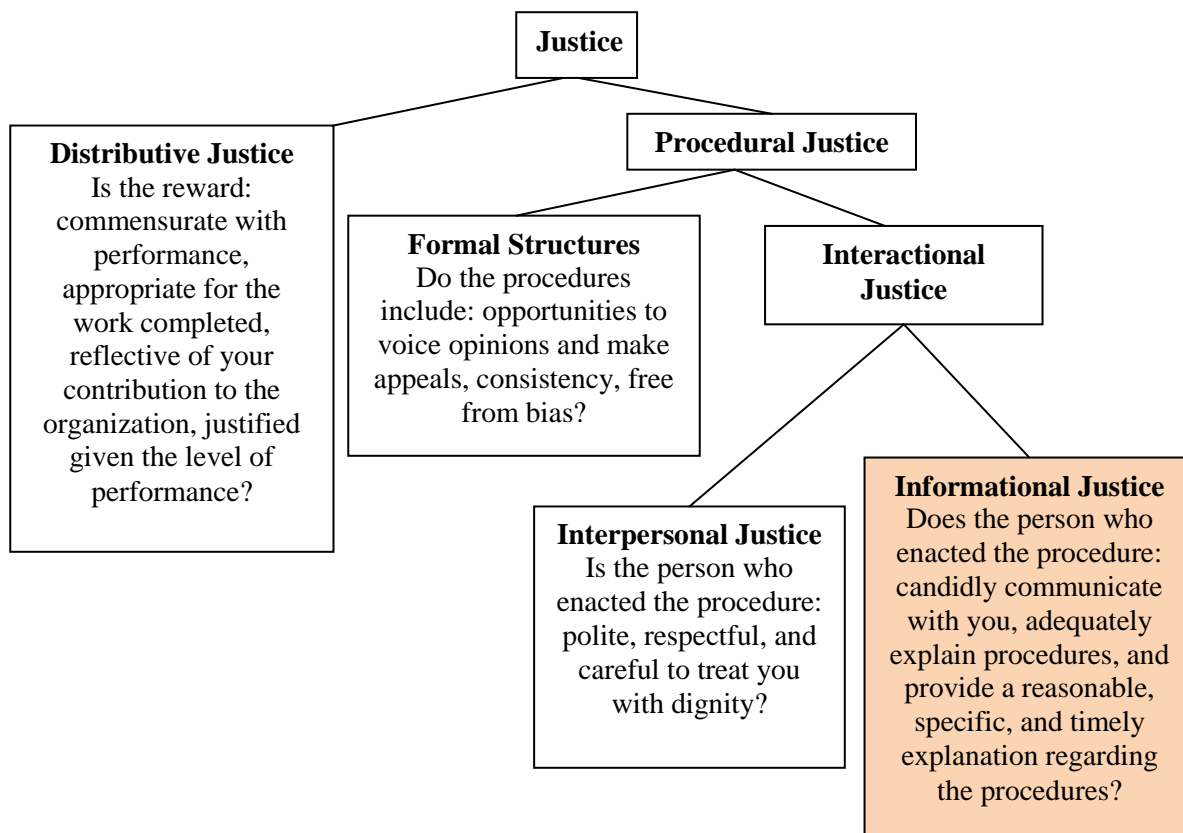 Justice
Distributive Justice
Is the reward:
commensurate with
performance,
appropriate for the
work completed,
reflective of your
contribution to the
organization, justified
given the level of
performance?
Procedural Justice
Formal Structures
Do the procedures
include: opportunities to
voice opinions and make
appeals, consistency, free
from bias?
Interactional
Justice
Interpersonal Justice
Is the person who
enacted the procedure:
polite, respectful, and
careful to treat you
with dignity?
Informational Justice
Does the person who
enacted the procedure:
candidly communicate
with you, adequately
explain procedures, and
provide a reasonable,
specific, and timely
explanation regarding
the procedures?